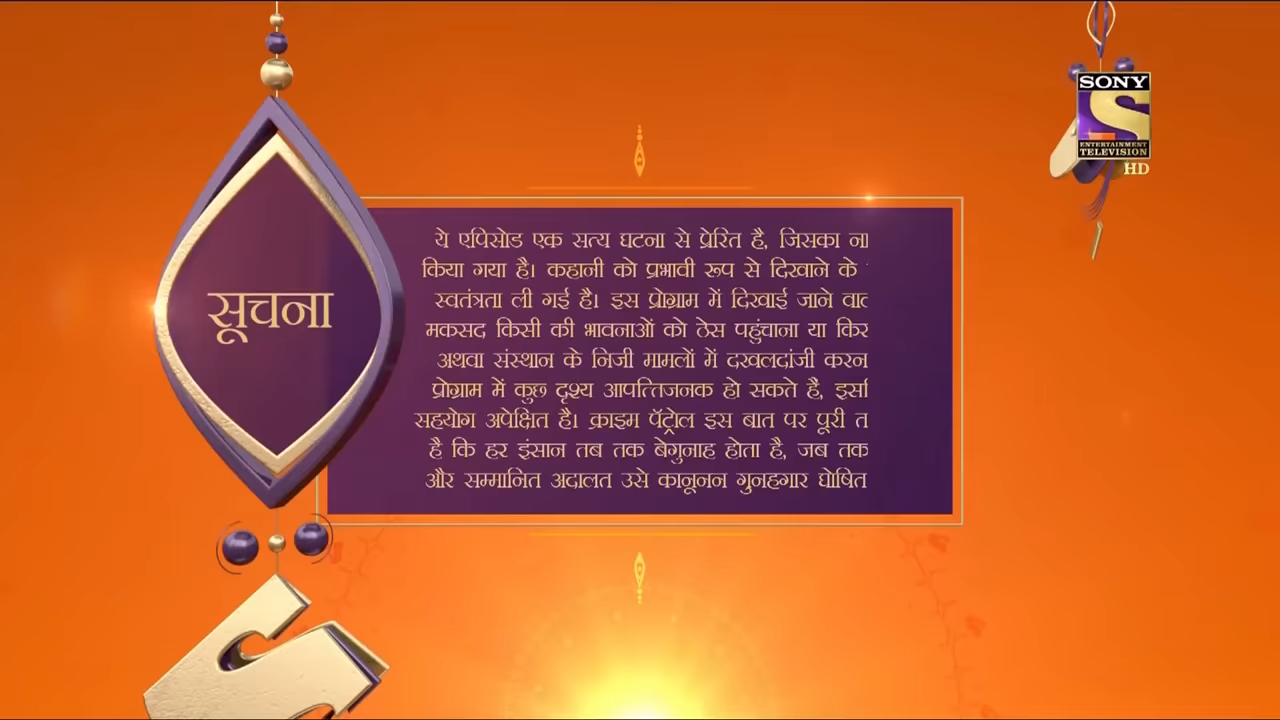 सूचना
ये एपिसोड एक सत्य घटना से प्रेरित है, जिसका ना
किया गया है। कहानी को प्रभावी रूप से दिखाने के
स्वतंत्रता ली गई है। इस प्रोग्राम में दिखाई जाने
मकसद किसी की भावनाओं को ठेस पहुंचाना या
अथवा संस्थान के निजी मामलों में दखलदांजी करन
प्रोग्राम में कुछ दृश्य आपत्तिजनक हो सकते हैं,
सहयोग अपेक्षित है। क्राइम पॅट्रोल इस बात पर पूरी त
है कि हर इंसान तब तक बेगुनाह होता है, जब तक
और सम्मानित अदालत उसे कानूनन गुनहगार घोषित
SONY
ENTERTAINMENT
TELEVISION
HD